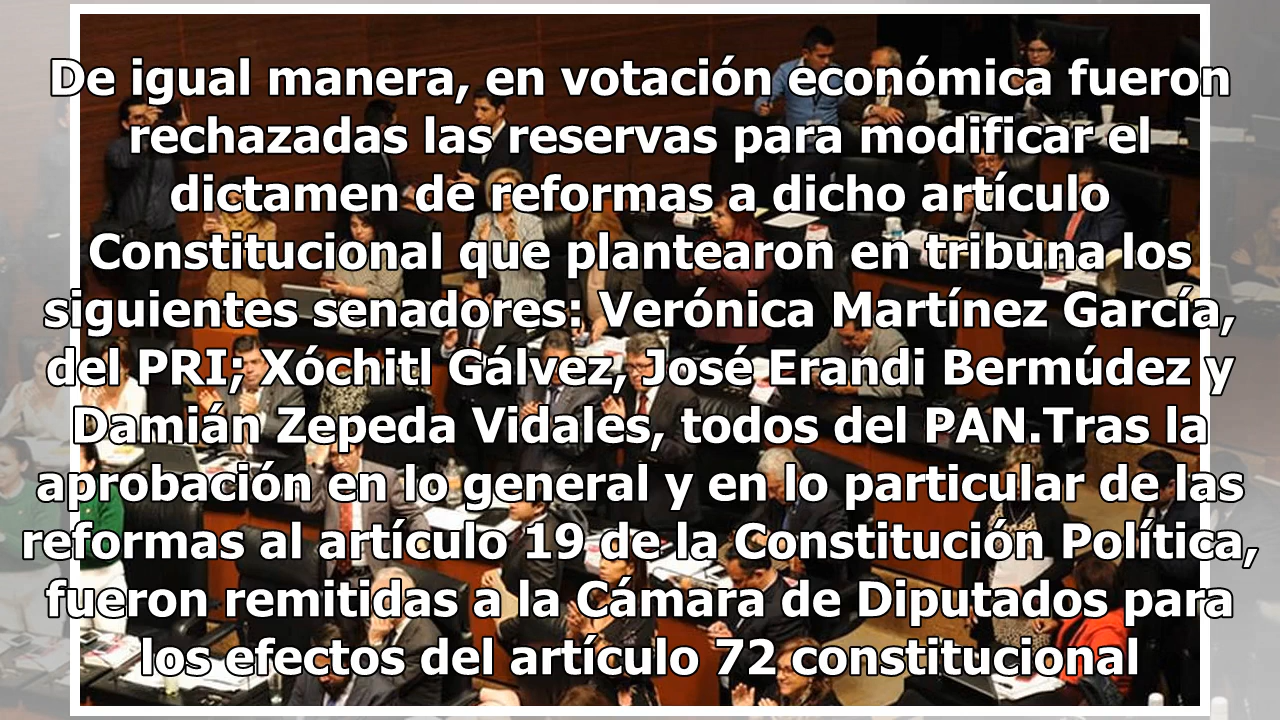 De igual manera, en votación económica fueron
rechazadas las reservas para modificar el
dictamen de reformas a dicho artículo
Constitucional que plantearon en tribuna los
siguientes senadores: Verónica Martínez García,
del PRI; Xóchitl Gálvez, José Erandi Bermúdez y
Damián Zepeda Vidales, todos del PAN.Tras la
aprobación en lo general y en lo particular de las
reformas al artículo 19 de la Constitución Política,
fueron remitidas a la Cámara de Diputados para
los efectos del artículo 72 constitucional